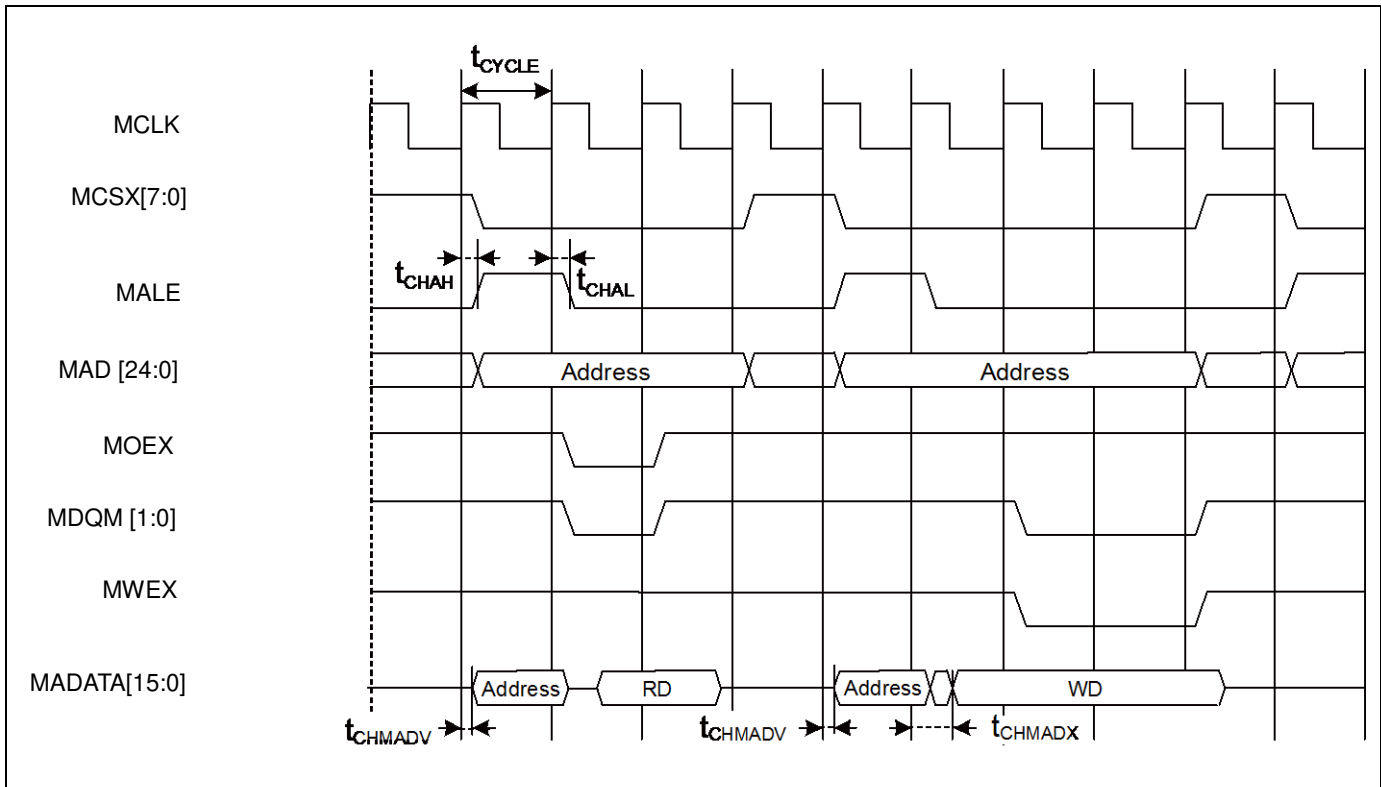 tCYCLE
MCLK
MCSX[7:0]
tCHAH
tCHAL
MALE
MAD [24:0]
Address
Address
MOEX
MDQM [1:0]
MWEX
MADATA[15:0]
Address
RD
Address
WD
tCHMADV
tCHMADV
tCHMADX